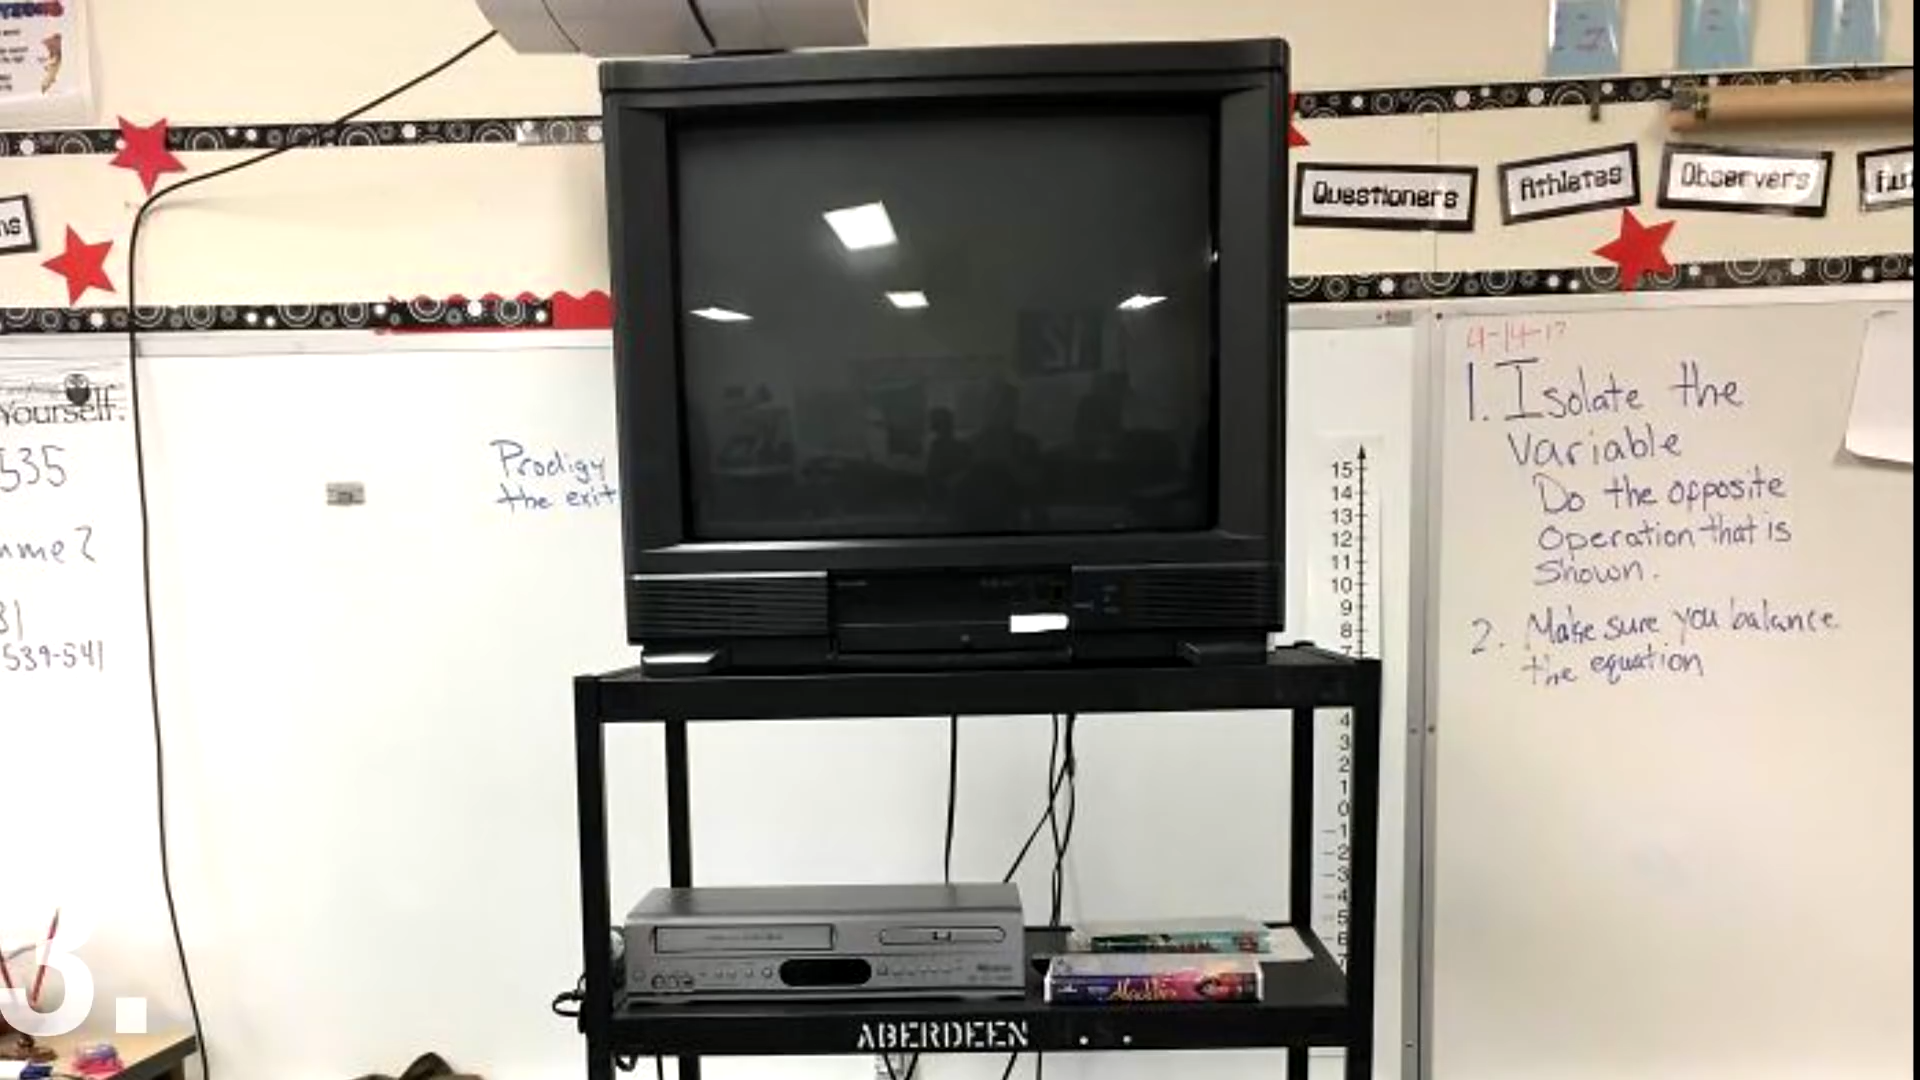 Questioners
Athletes
Observers
Yourself.
535
Prodigy
the exit
539-541
15
14
13
12
11
10
9
8
7
4
3
2
1
0
-1
-2
-3
-4
-5
-6
-7
4-14-17
1. Isolate the
variable
Do the opposite
operation that is
shown.
2. Make sure you balance
the equation
Aladdin
ABERDEEN
3.